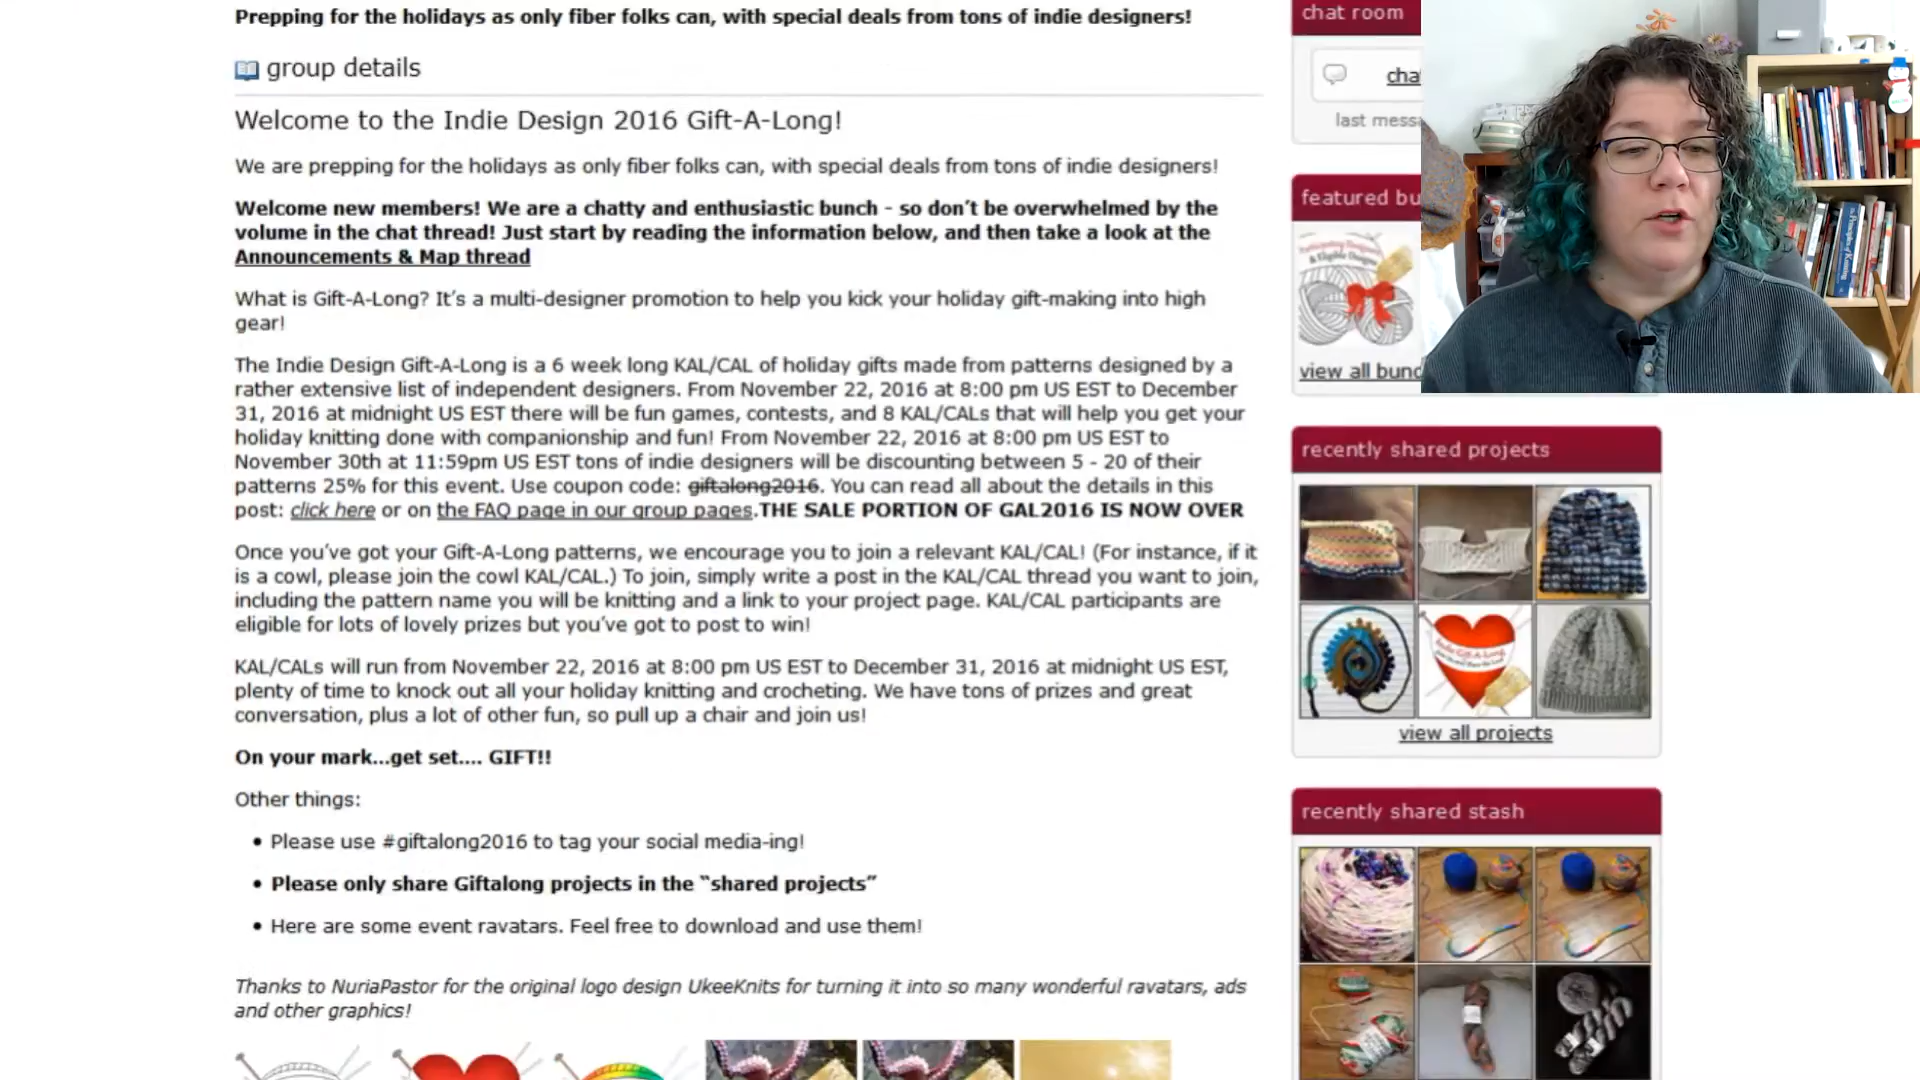 Prepping for the holidays as only fiber folks can, with special deals from tons of indie designers!
group details
Welcome to the Indie Design 2016 Gift-A-Long!
We are prepping for the holidays as only fiber folks can, with special deals from tons of indie designers!
Welcome new members! We are a chatty and enthusiastic bunch - so don't be overwhelmed by the
volume in the chat thread! Just start by reading the information below, and then take a look at the
Announcements & Map thread
What is Gift-A-Long? It's a multi-designer promotion to help you kick your holiday gift-making into high
gear!
The Indie Design Gift-A-Long is a 6 week long KAL/CAL of holiday gifts made from patterns designed by a
rather extensive list of independent designers. From November 22, 2016 at 8:00 pm US EST to December
31, 2016 at midnight US EST there will be fun games, contests, and 8 KAL/CALs that will help you get your
holiday knitting done with companionship and fun! From November 22, 2016 at 8:00 pm US EST to
November 30th at 11:59pm US EST tons of indie designers will be discounting between 5 - 20 of their
patterns 25% for this event. Use coupon code: giftalong2016. You can read all about the details in this
post: click here or on the FAQ page in our group pages.THE SALE PORTION OF GAL2016 IS NOW OVER
Once you've got your Gift-A-Long patterns, we encourage you to join a relevant KAL/CAL! (For instance, if it
is a cowl, please join the cowl KAL/CAL.) To join, simply write a post in the KAL/CAL thread you want to join,
including the pattern name you will be knitting and a link to your project page. KAL/CAL participants are
eligible for lots of lovely prizes but you've got to post to win!
KAL/CALs will run from November 22, 2016 at 8:00 pm US EST to December 31, 2016 at midnight US EST,
plenty of time to knock out all your holiday knitting and crocheting. We have tons of prizes and great
conversation, plus a lot of other fun, so pull up a chair and join us!
On your mark...get set.... GIFT!!
Other things:
• Please use #giftalong2016 to tag your social media-ing!
• Please only share Giftalong projects in the "shared projects"
• Here are some event ravatars. Feel free to download and use them!
Thanks to NuriaPastor for the original logo design UkeeKnits for turning it into so many wonderful ravatars, ads
and other graphics!
chat room
cha
last messa
featured bu
& Eligible Designs
view all bund
recently shared projects
Indie Gift-A-Long
view all projects
recently shared stash
Principles of Knitting